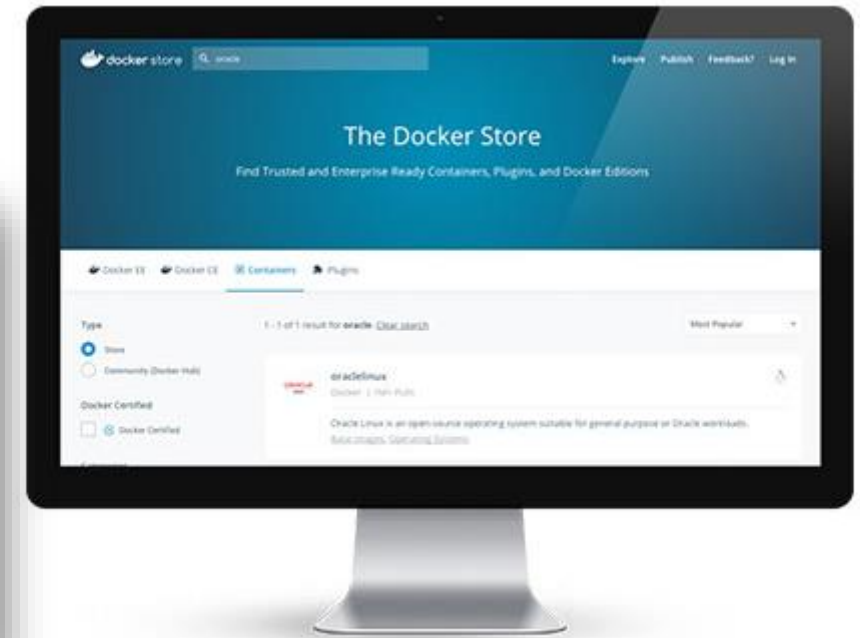 docker store
oracle
Explore Publish Feedback? Log In
The Docker Store
Find Trusted and Enterprise Ready Containers, Plugins, and Docker Editions
Docker EE Docker CE Containers Plugins
Type
1 - 1 of 1 result for oracle. Clear search
Most Popular
Store
Community (Docker Hub)
oraclelinux
ORACLE
Docker
Docker Certified
Docker Certified
Oracle Linux is an open-source operating system suitable for general purpose or Oracle workloads.
Base Images, Operating Systems